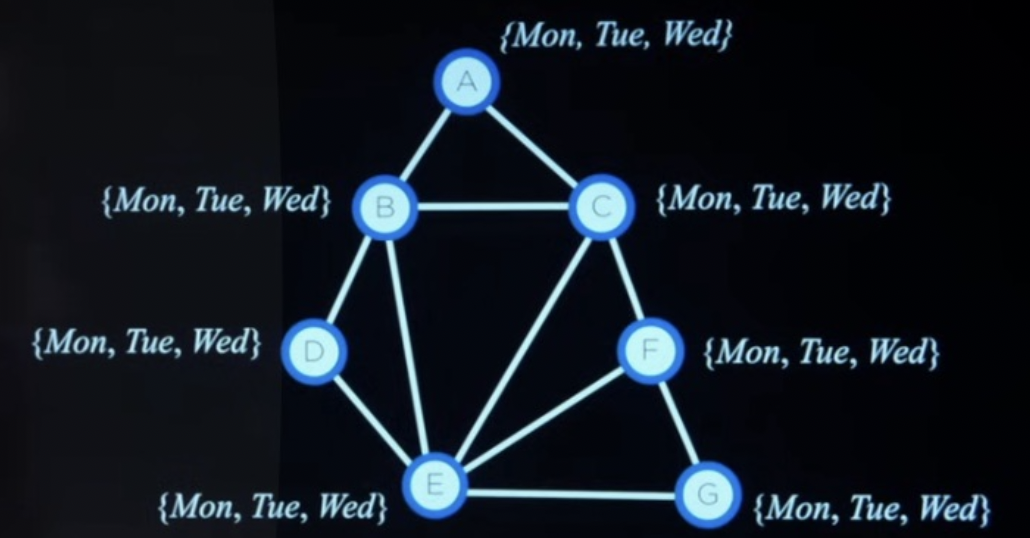 {Mon, Tue, Wed}
A
{Mon, Tue, Wed}
B
C
{Mon, Tue, Wed}
{Mon, Tue, Wed}
D
F
{Mon, Tue, Wed}
{Mon, Tue, Wed}
E
G
{Mon, Tue, Wed}